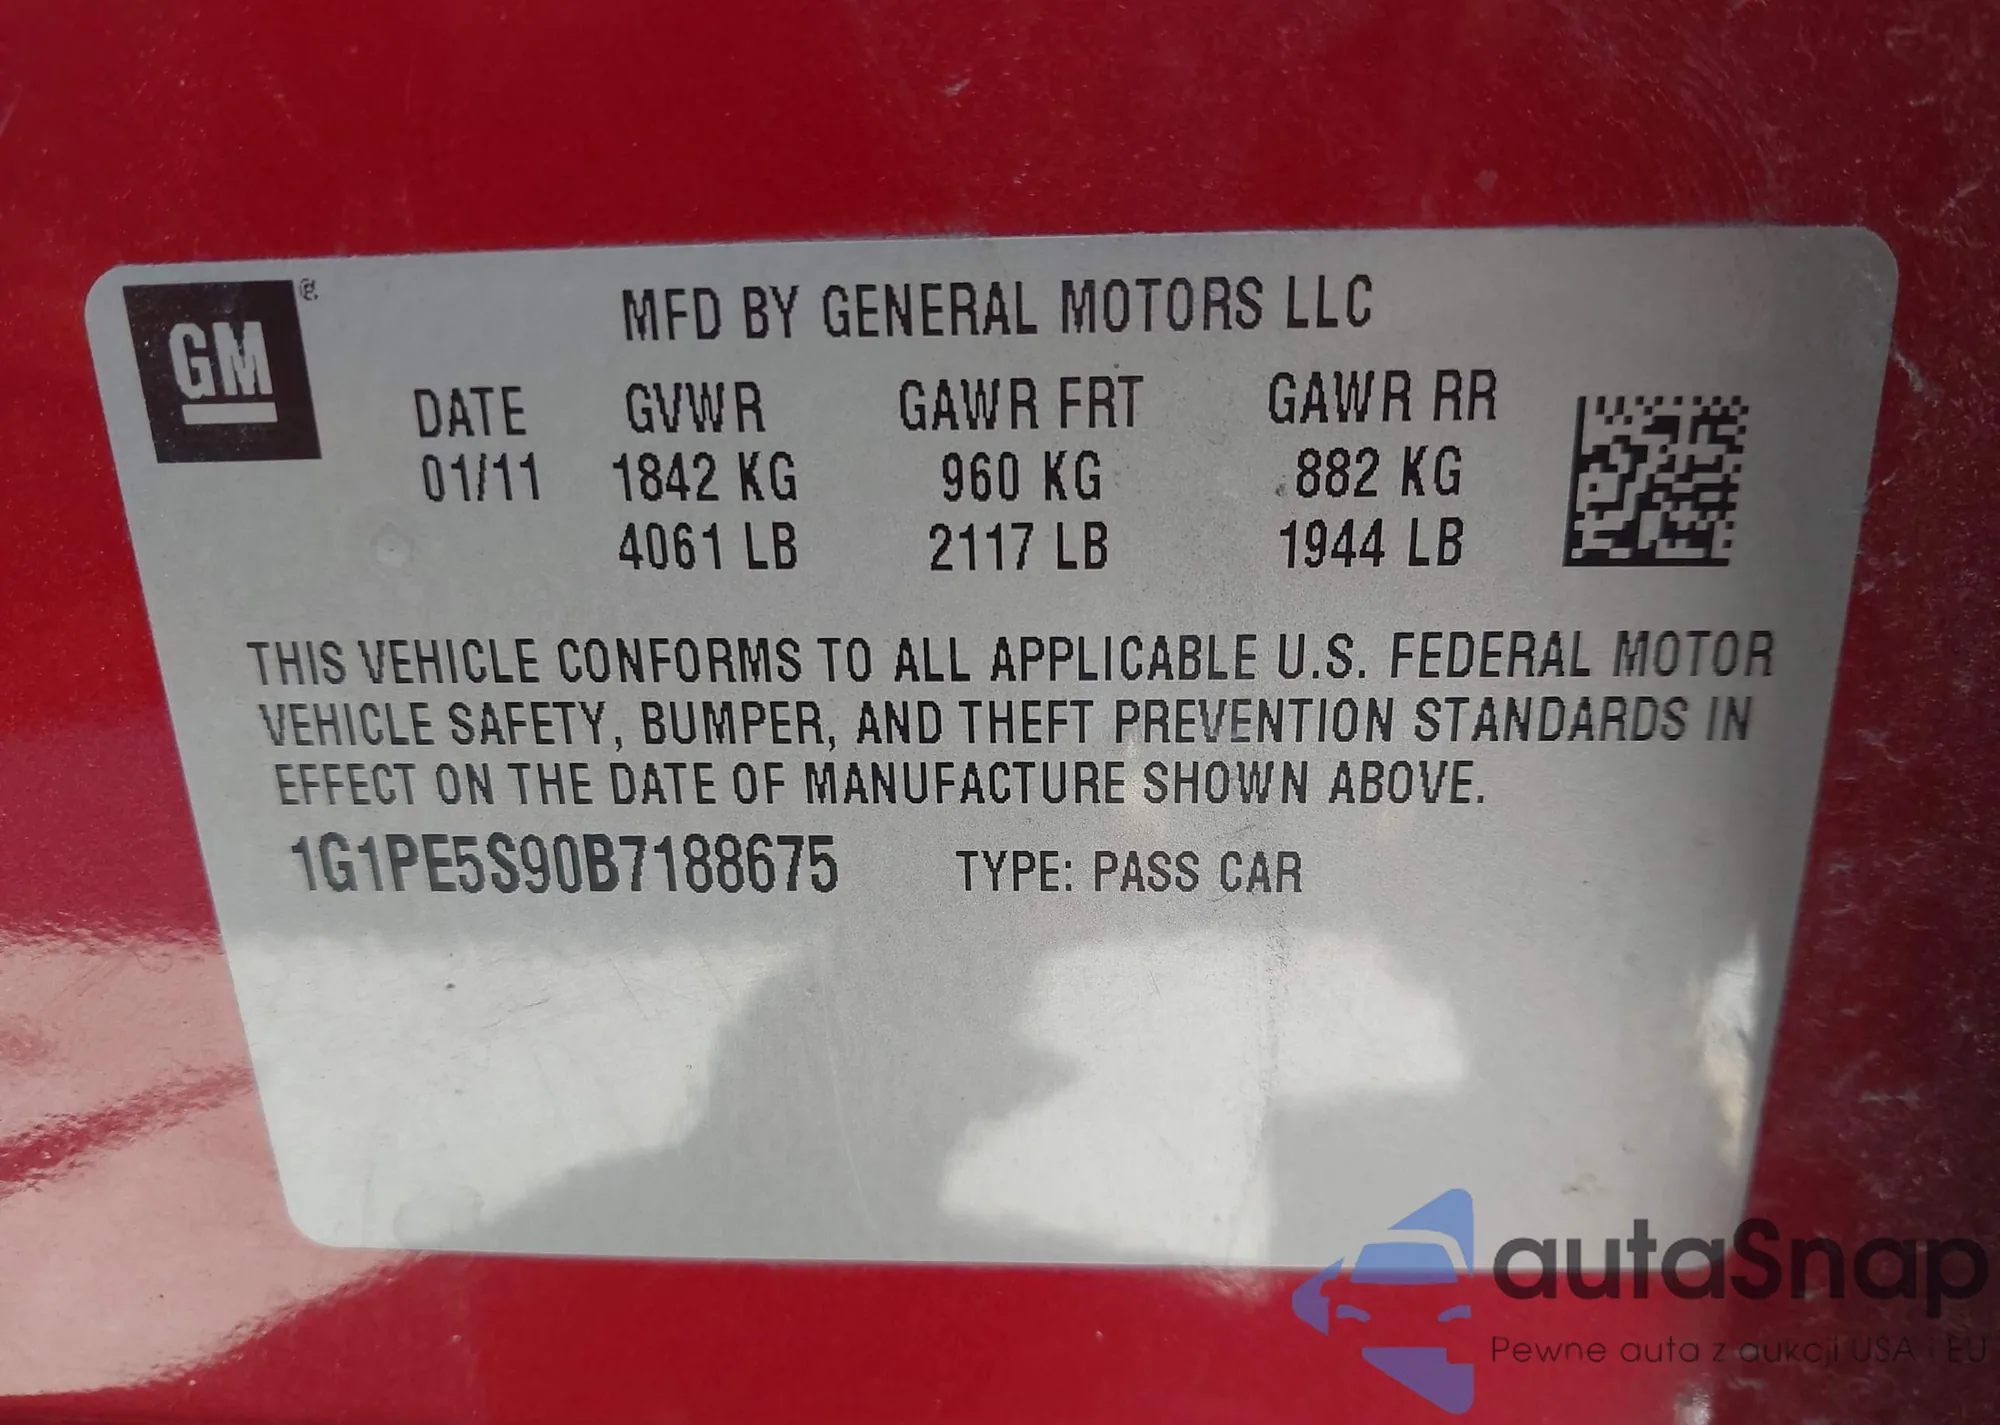 GM®
MFD BY GENERAL MOTORS LLC
DATE GVWR GAWR FRT GAWR RR
01/11 1842 KG 960 KG 882 KG
4061 LB 2117 LB 1944 LB
THIS VEHICLE CONFORMS TO ALL APPLICABLE U.S. FEDERAL MOTOR
VEHICLE SAFETY, BUMPER, AND THEFT PREVENTION STANDARDS IN
EFFECT ON THE DATE OF MANUFACTURE SHOWN ABOVE.
1G1PE5S90B7188675 TYPE: PASS CAR
autaSnap
Pewne auta z aukcji USA i EU